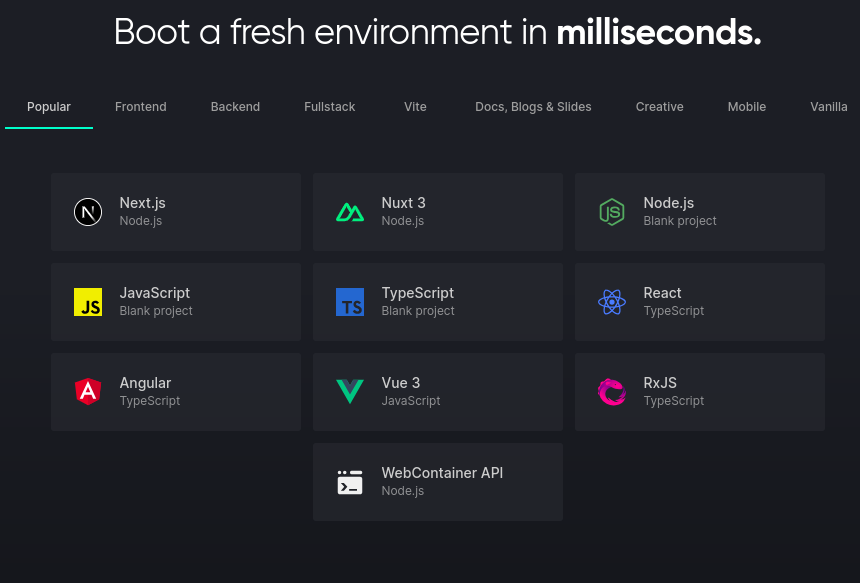 Boot a fresh environment in milliseconds.
Popular Frontend Backend Fullstack Vite Docs, Blogs & Slides Creative Mobile Vanilla
N Next.js
Node.js
Nuxt 3
Node.js
JS Node.js
Blank project
JS JavaScript
Blank project
TS TypeScript
Blank project
React
TypeScript
A Angular
TypeScript
Vue 3
JavaScript
RxJS
TypeScript
WebContainer API
Node.js